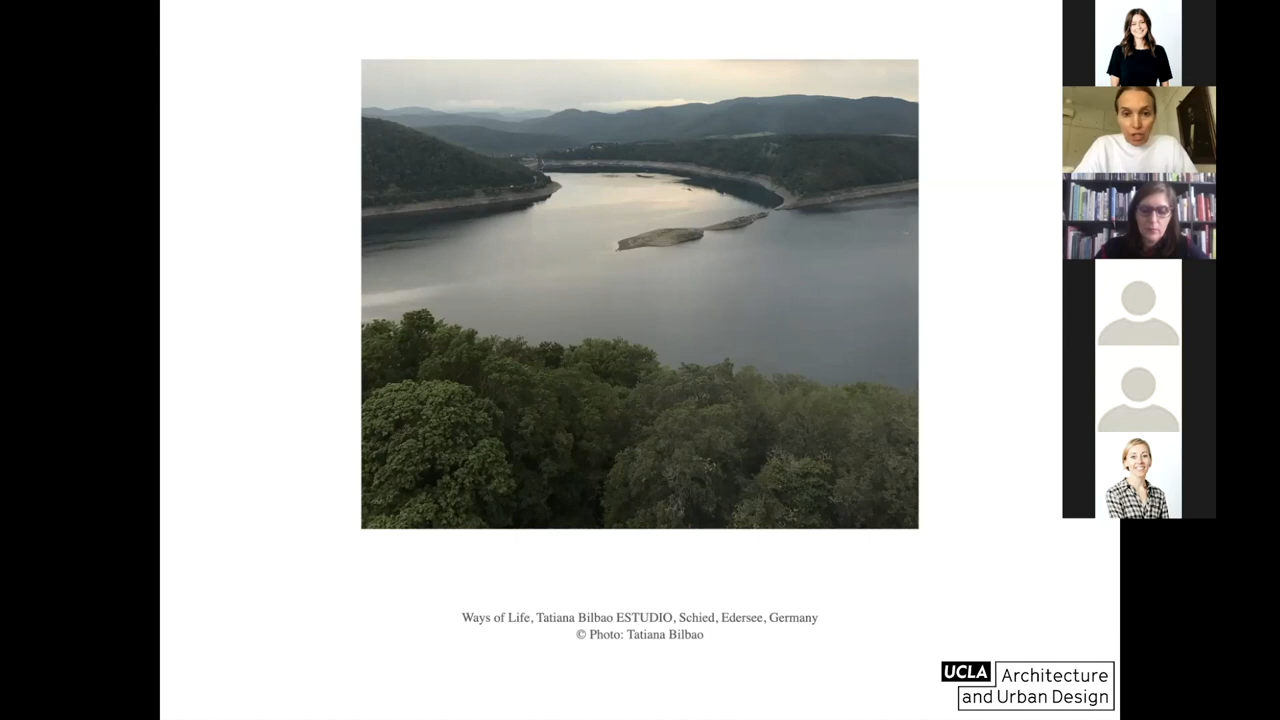 Ways of Life, Tatiana Bilbao ESTUDIO, Schied, Edersee, Germany
© Photo: Tatiana Bilbao
UCLA Architecture
and Urban Design